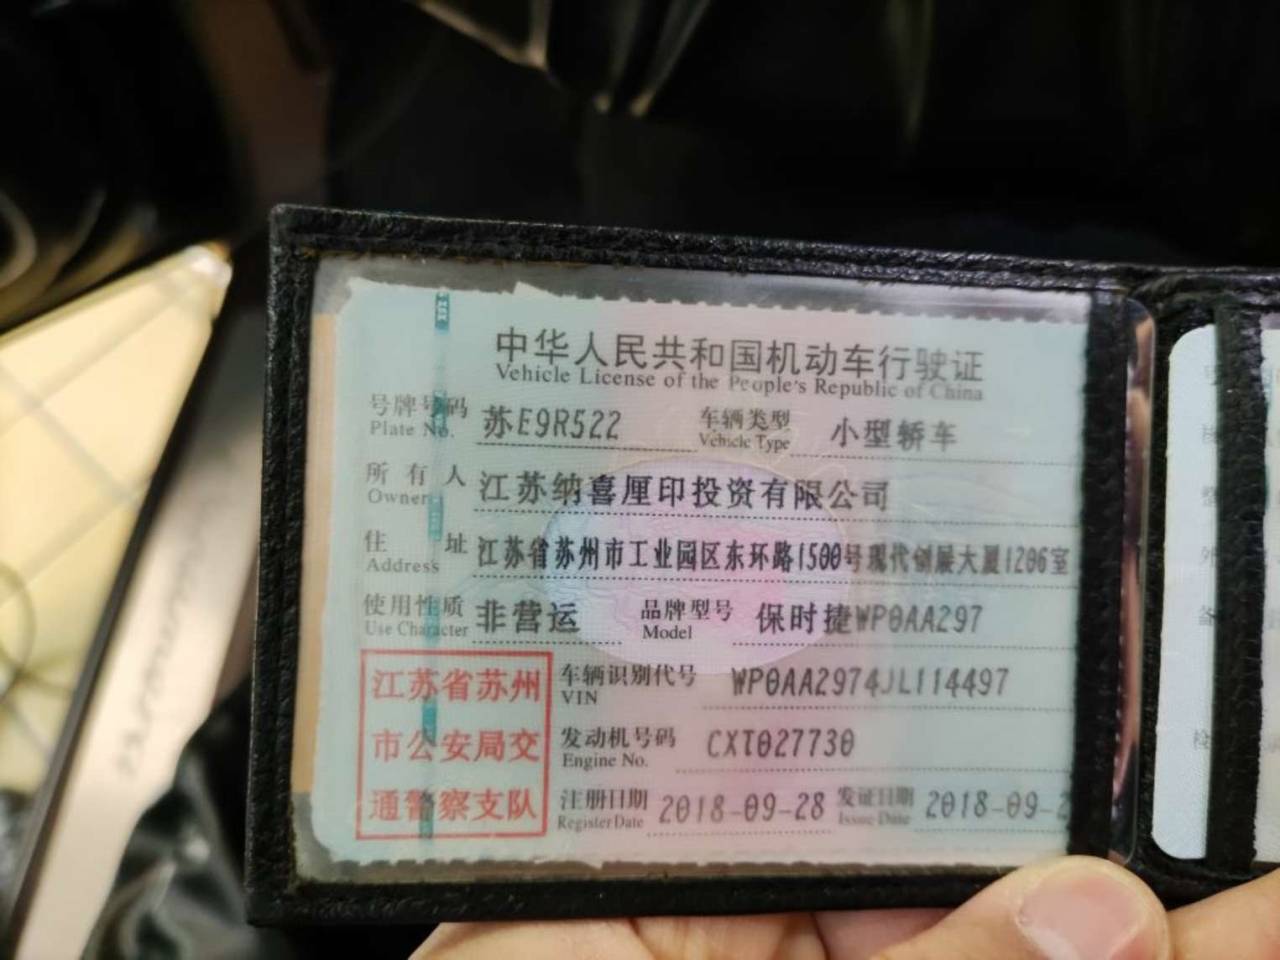 中华人民共和国机动车行驶证
Vehicle License of the People's Republic of China
号牌号码 苏E9R522 车辆类型 小型轿车
Plate No. Vehicle Type
所有人 江苏纳喜厘印投资有限公司
Owner
住址 江苏省苏州市工业园区东环路1500号现代创展大厦1206室
Address
使用性质 非营运 品牌型号 保时捷WP0AA297
Use Character Model
江苏省苏州
市公安局交
通警察支队
车辆识别代号 WP0AA2974JL114497
VIN
发动机号码 CXT027730
Engine No.
注册日期 2018-09-28 发证日期 2018-09-2
Register Date Issue Date